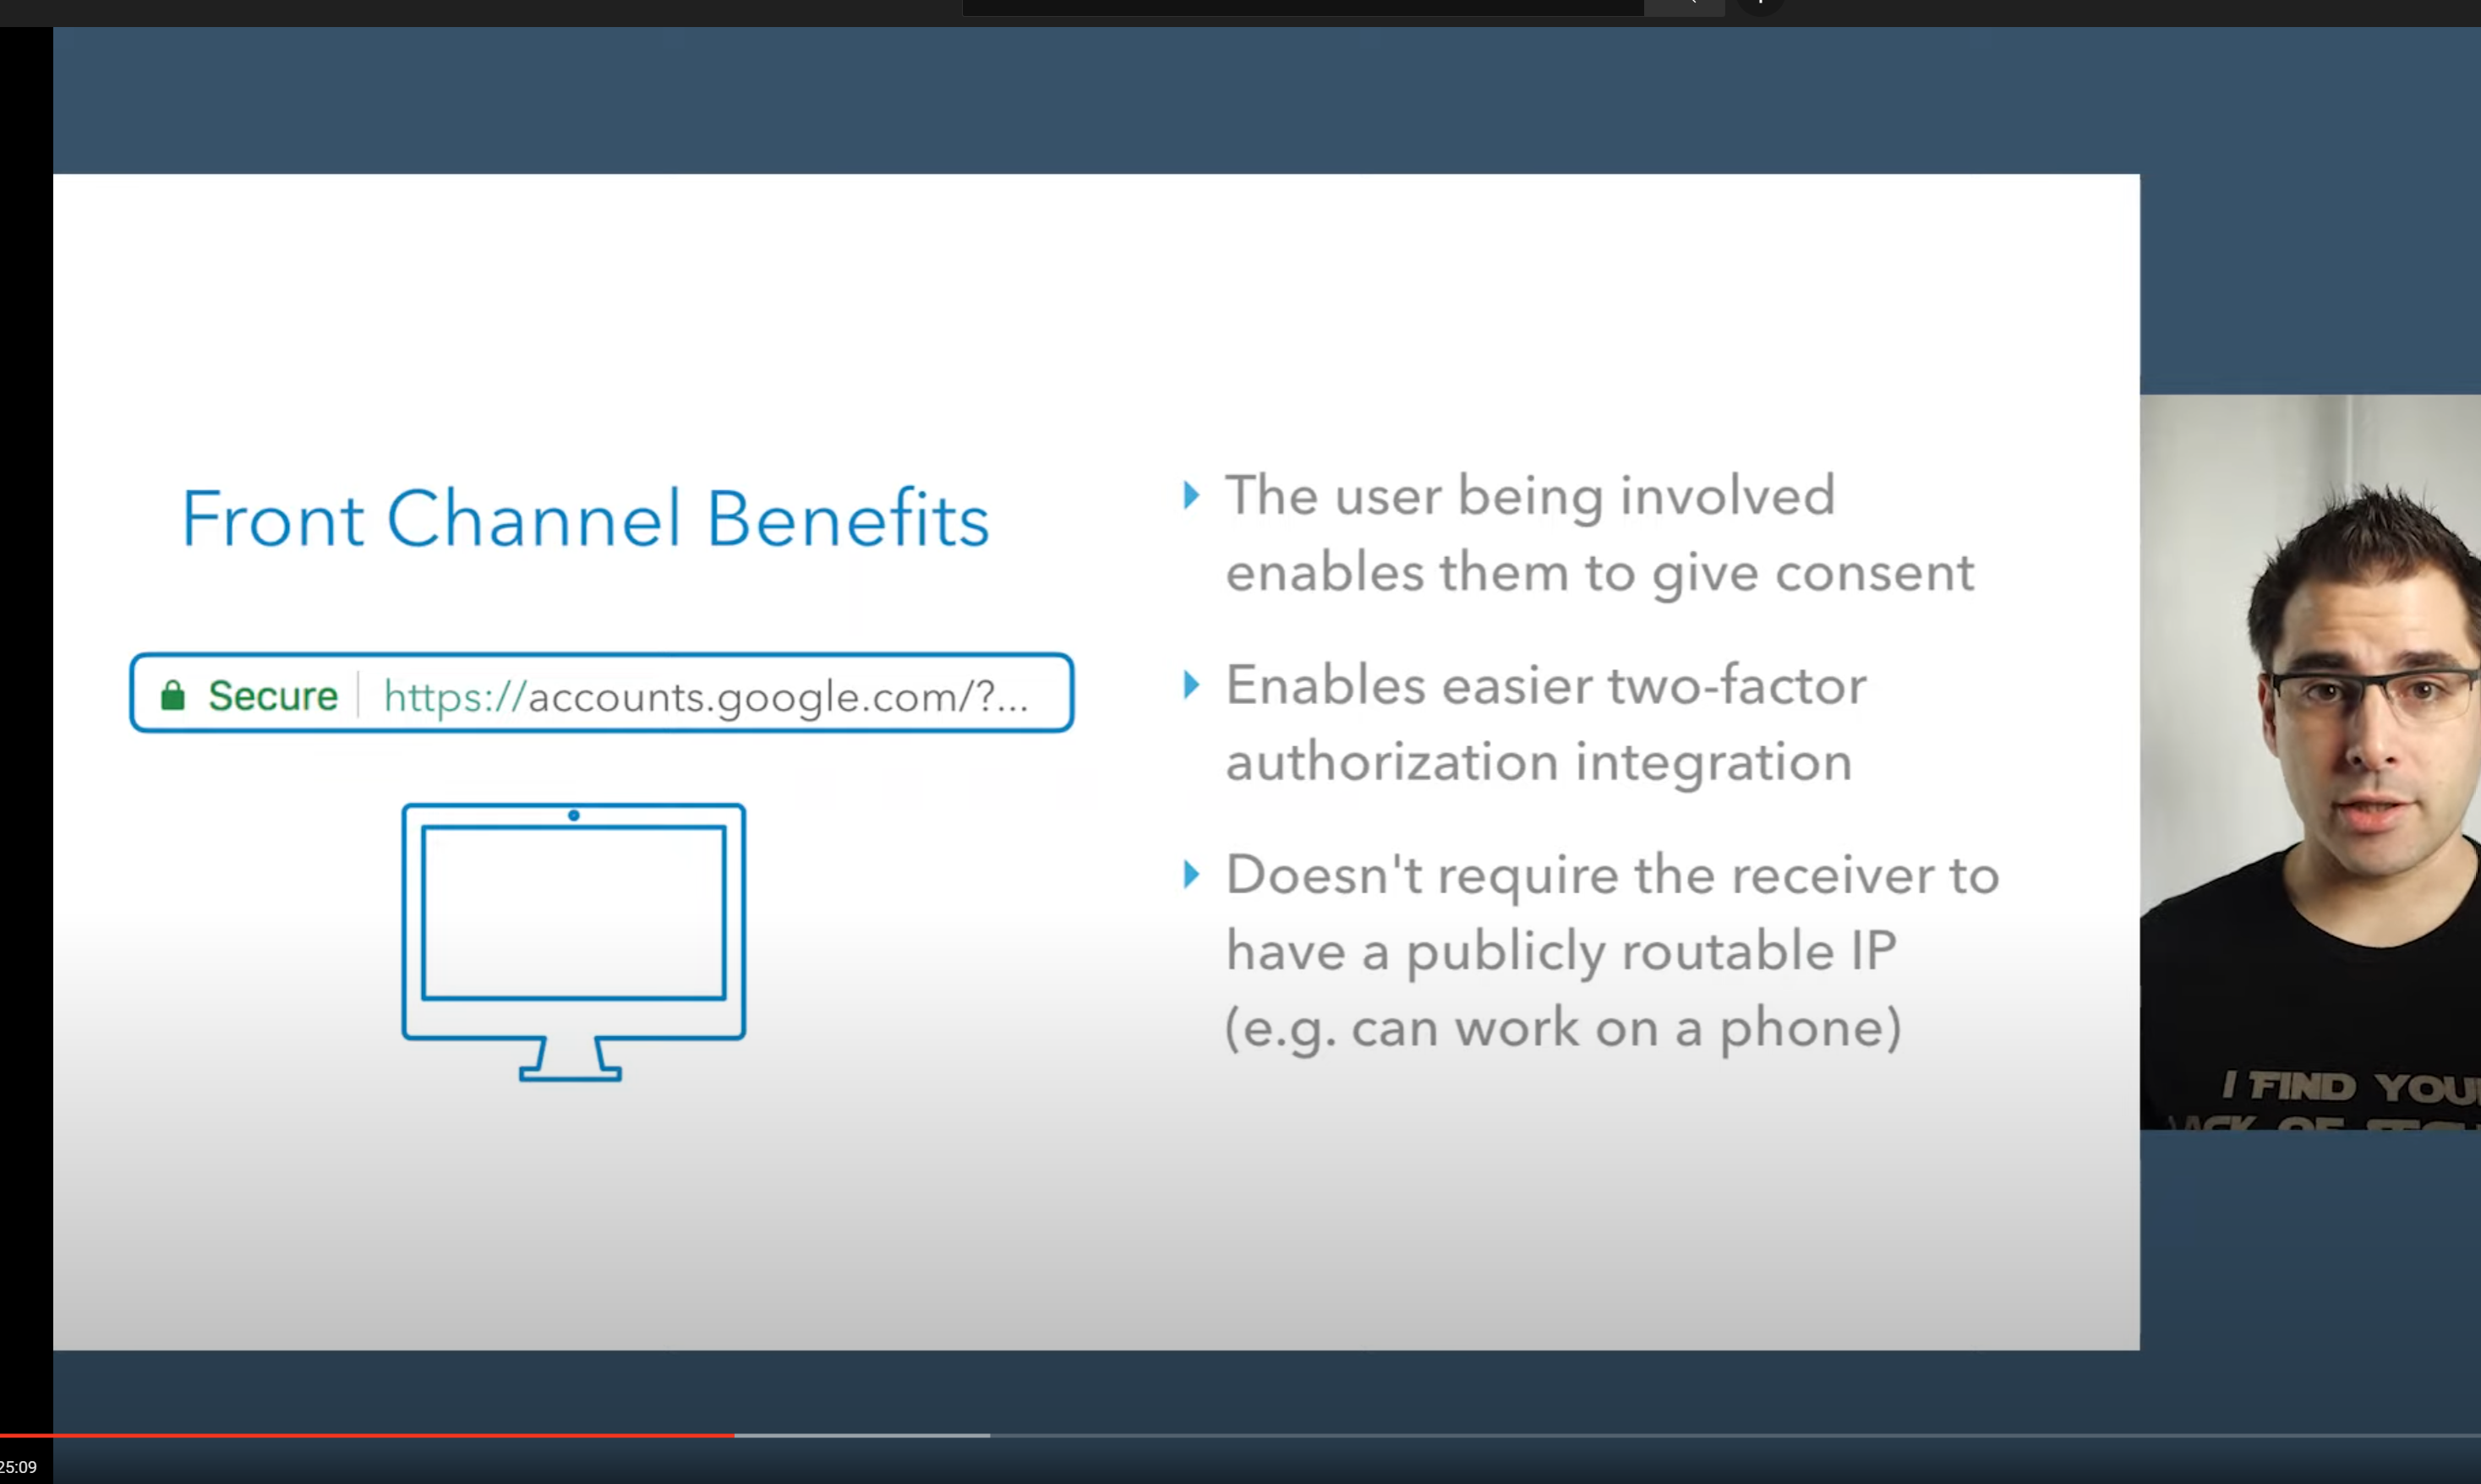 Front Channel Benefits
Secure
https://accounts.google.com/?...
The user being involved
enables them to give consent
Enables easier two-factor
authorization integration
Doesn't require the receiver to
have a publicly routable IP
(e.g. can work on a phone)
I FIND YOU
25:09